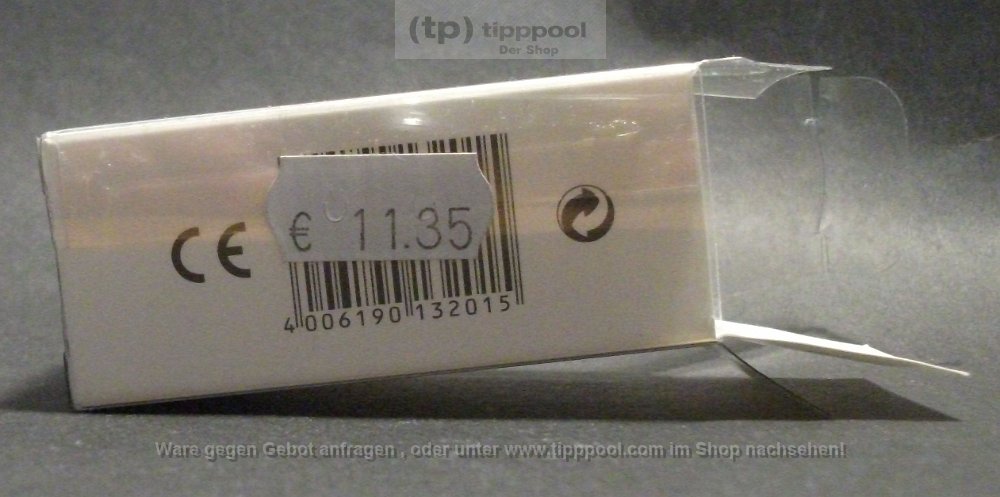 (tp) tipppool
Der Shop
€ 11.35
CE
4 006190 132015
Ware gegen Gebot anfragen , oder unter www.tipppool.com im Shop nachsehen!